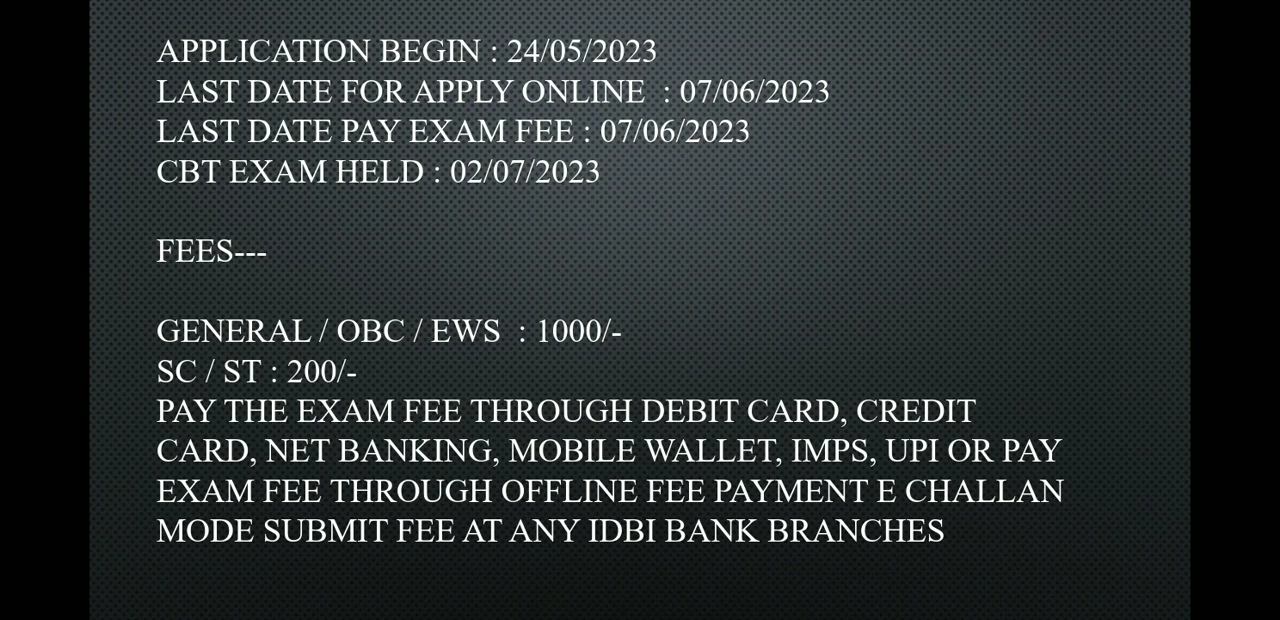 APPLICATION BEGIN : 24/05/2023
LAST DATE FOR APPLY ONLINE  : 07/06/2023
LAST DATE PAY EXAM FEE : 07/06/2023
CBT EXAM HELD : 02/07/2023
FEES---
GENERAL / OBC / EWS  : 1000/-
SC / ST : 200/-
PAY THE EXAM FEE THROUGH DEBIT CARD, CREDIT
CARD, NET BANKING, MOBILE WALLET, IMPS, UPI OR PAY
EXAM FEE THROUGH OFFLINE FEE PAYMENT E CHALLAN
MODE SUBMIT FEE AT ANY IDBI BANK BRANCHES